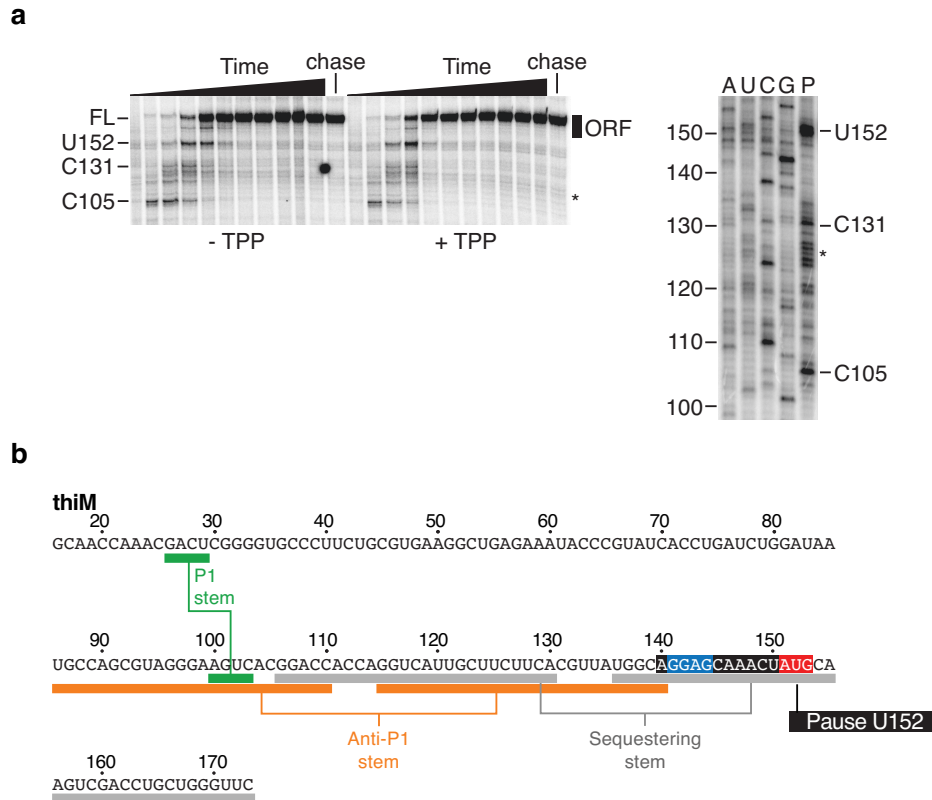 a
Time chase Time chase
FL
U152
C131
C105
ORF
*
- TPP + TPP
A U C G P
150
140
130
120
110
100
U152
C131
*
C105
b
thiM
20 30 40 50 60 70 80
GCAACCAAACGACUCGGGGUGCCCUUCUGCGUGAAGGCUGAGAAAUACCCGUAUCACCUGAUCUGGAUAA
P1
stem
90 100 110 120 130 140 150
UGCCAGCGUAGGGAAGUCACGGACCACCAGGUCAUUGCUUCUUCACGUUAUGGCAGGAGCAAACUAUGCA
Pause U152
Anti-P1
stem
Sequestering
stem
160 170
AGUCGACCUGCUGGGUUC